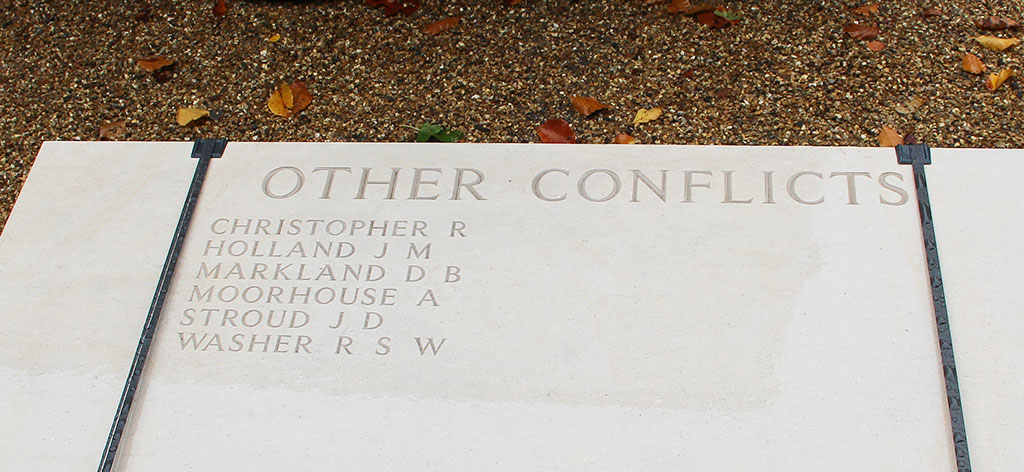 OTHER CONFLICTS
CHRISTOPHER R
HOLLAND J M
MARKLAND D B
MOORHOUSE A
STROUD J D
WASHER R S W